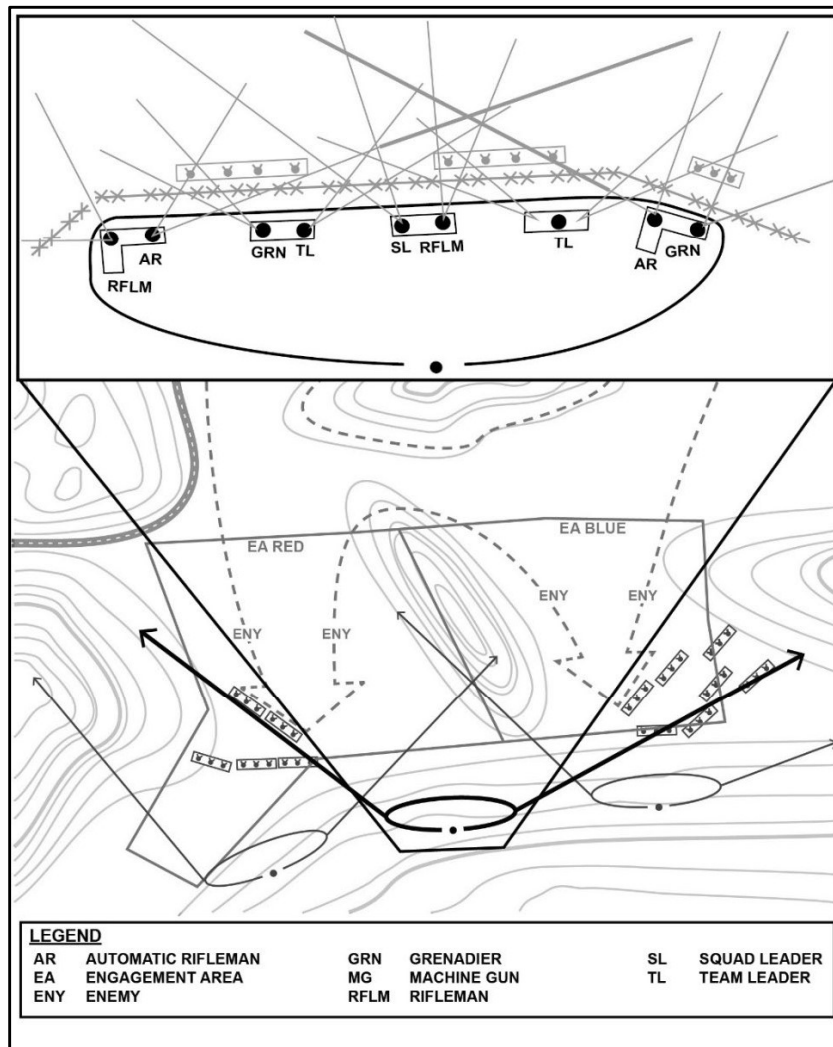 GRN TL
SL RFLM
AR
TL
AR
GRN
RFLM
EA RED
EA BLUE
ENY
ENY
ENY
ENY
LEGEND
AR AUTOMATIC RIFLEMAN
GRN GRENADIER
SL SQUAD LEADER
EA ENGAGEMENT AREA
MG MACHINE GUN
TL TEAM LEADER
ENY ENEMY
RFLM RIFLEMAN